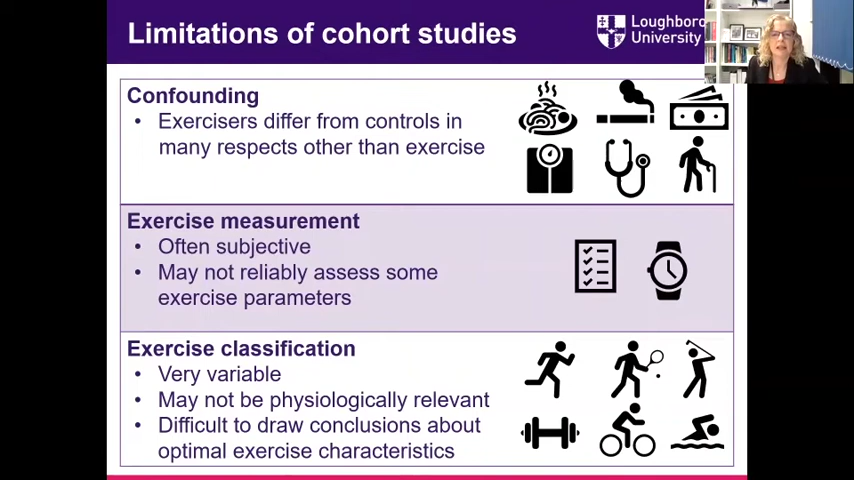 Limitations of cohort studies
University
Confounding
• Exercisers differ from controls in
many respects other than exercise
Exercise measurement
• Often subjective
• May not reliably assess some
exercise parameters
Exercise classification
• Very variable
• May not be physiologically relevant
• Difficult to draw conclusions about
optimal exercise characteristics